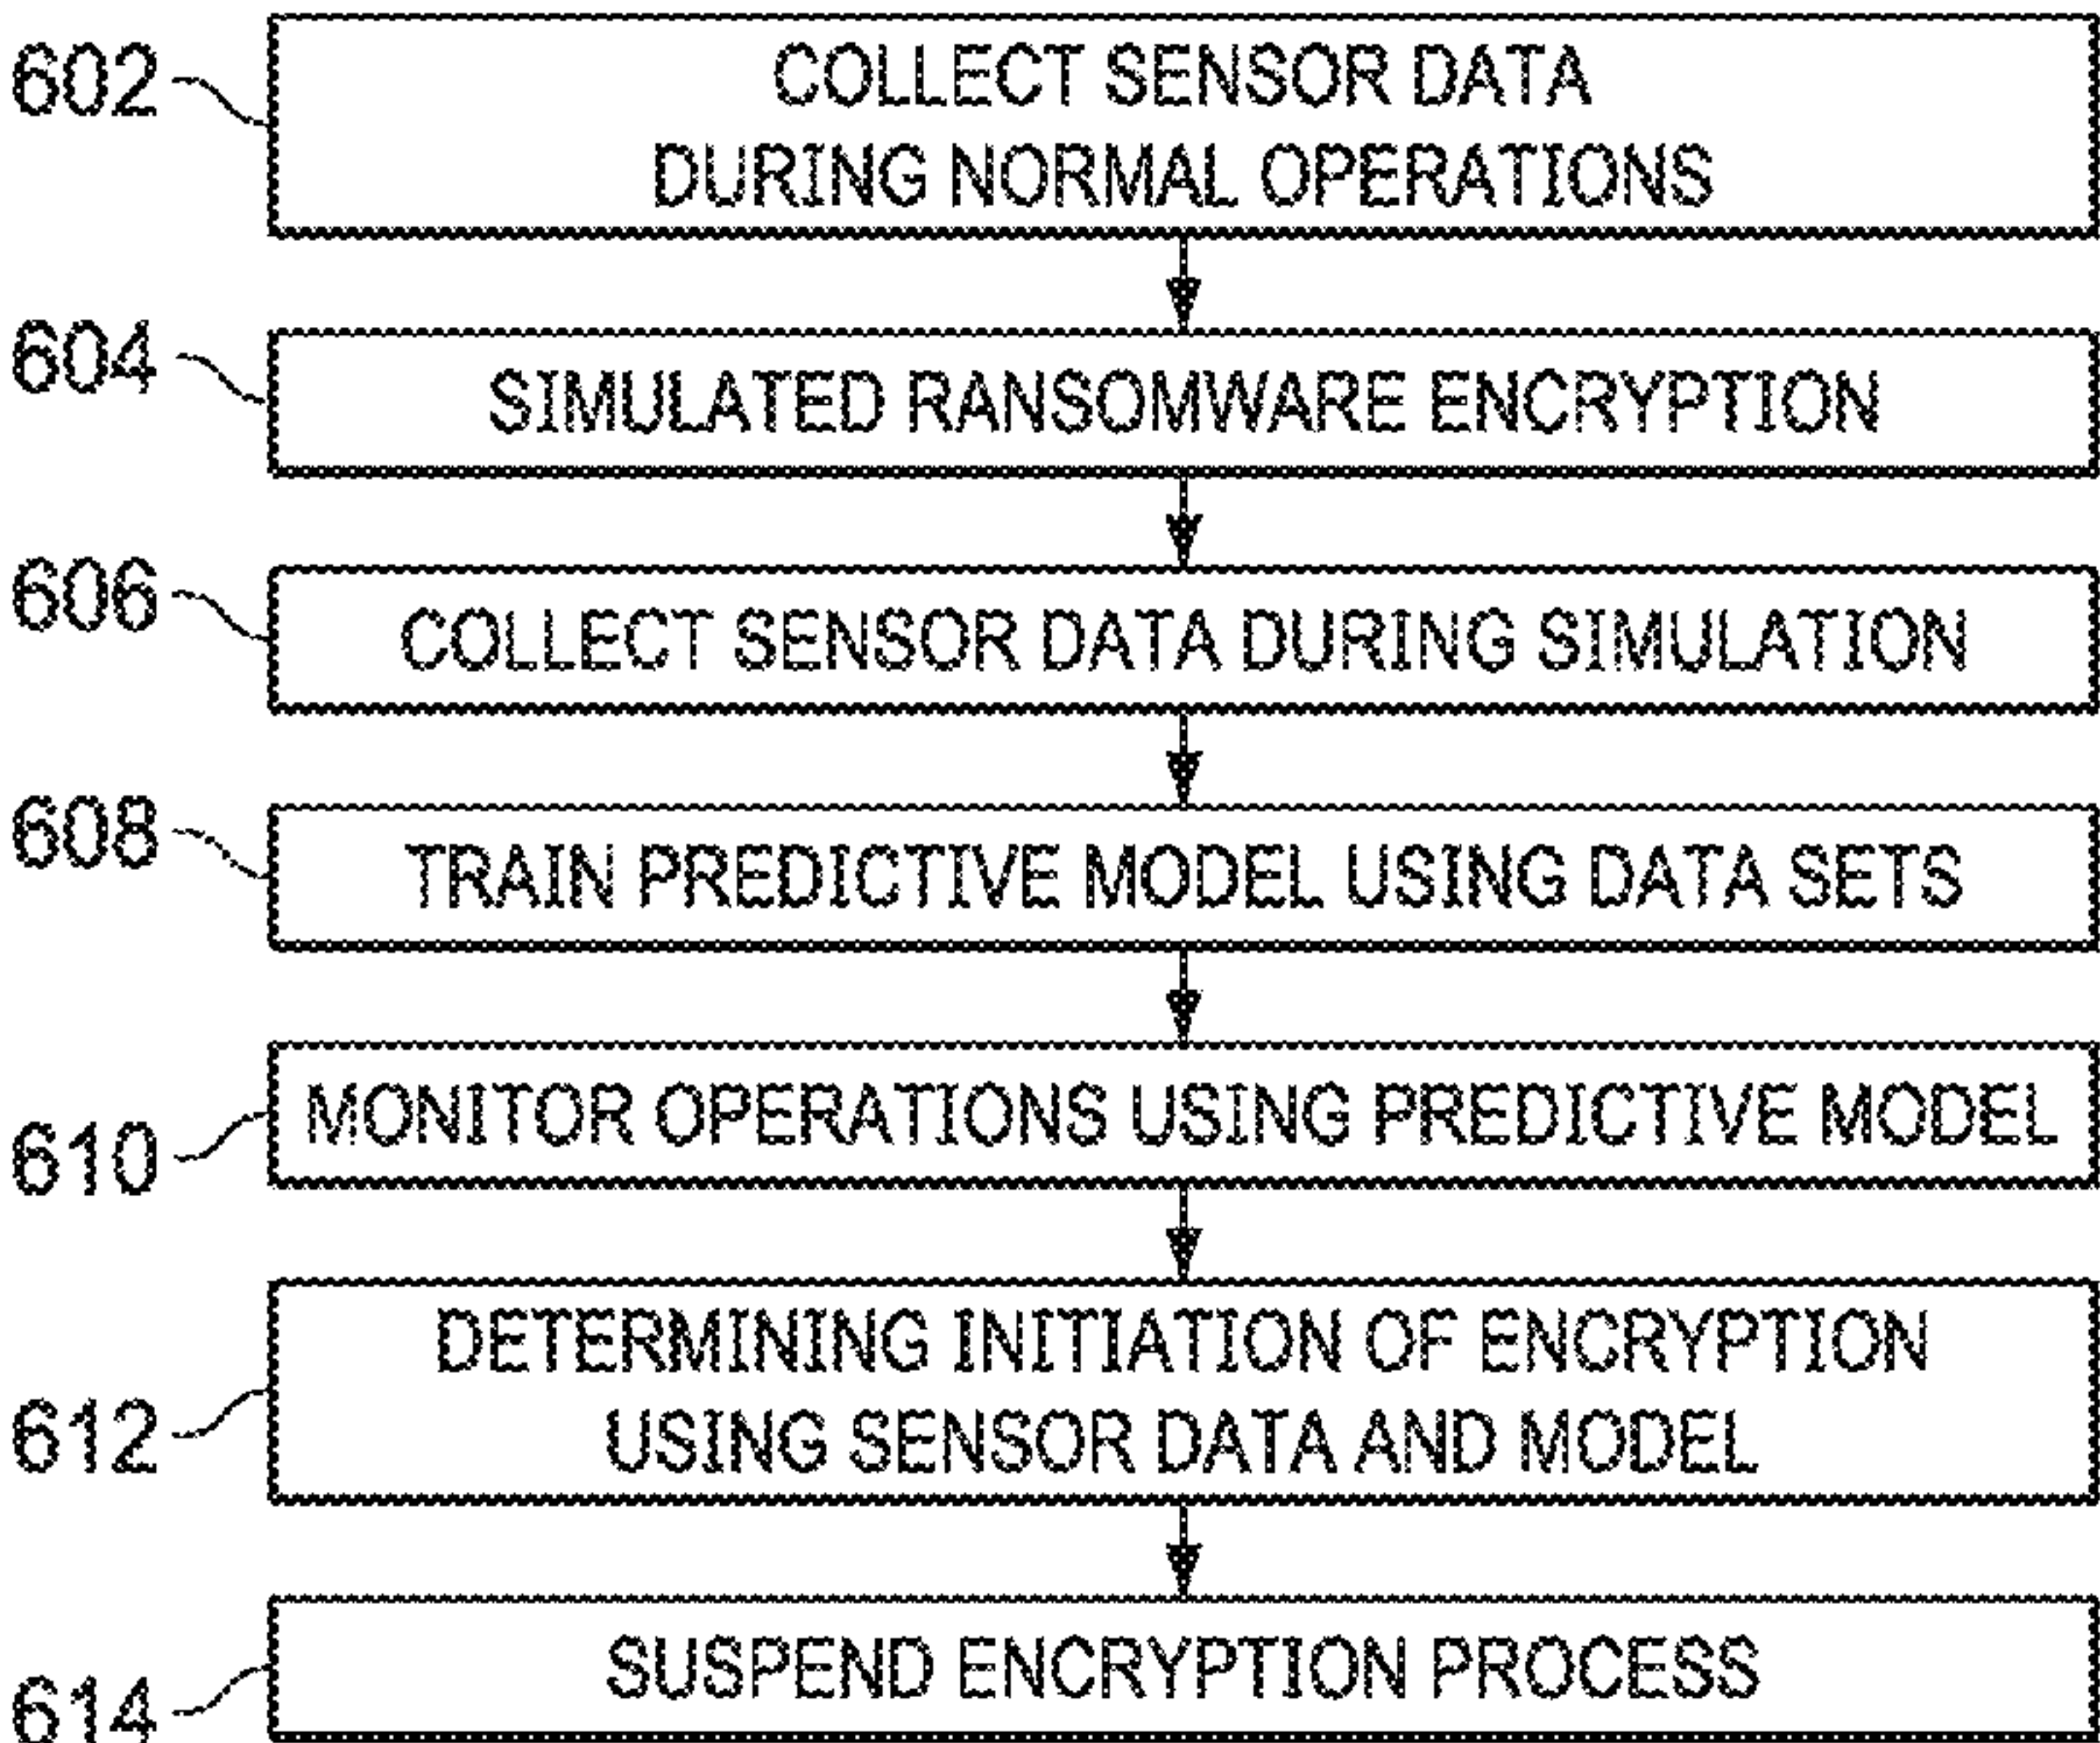 602
COLLECT SENSOR DATA
DURING NORMAL OPERATIONS
604
SIMULATED RANSOMWARE ENCRYPTION
606
COLLECT SENSOR DATA DURING SIMULATION
608
TRAIN PREDICTIVE MODEL USING DATA SETS
610
MONITOR OPERATIONS USING PREDICTIVE MODEL
612
DETERMINING INITIATION OF ENCRYPTION
USING SENSOR DATA AND MODEL
614
SUSPEND ENCRYPTION PROCESS